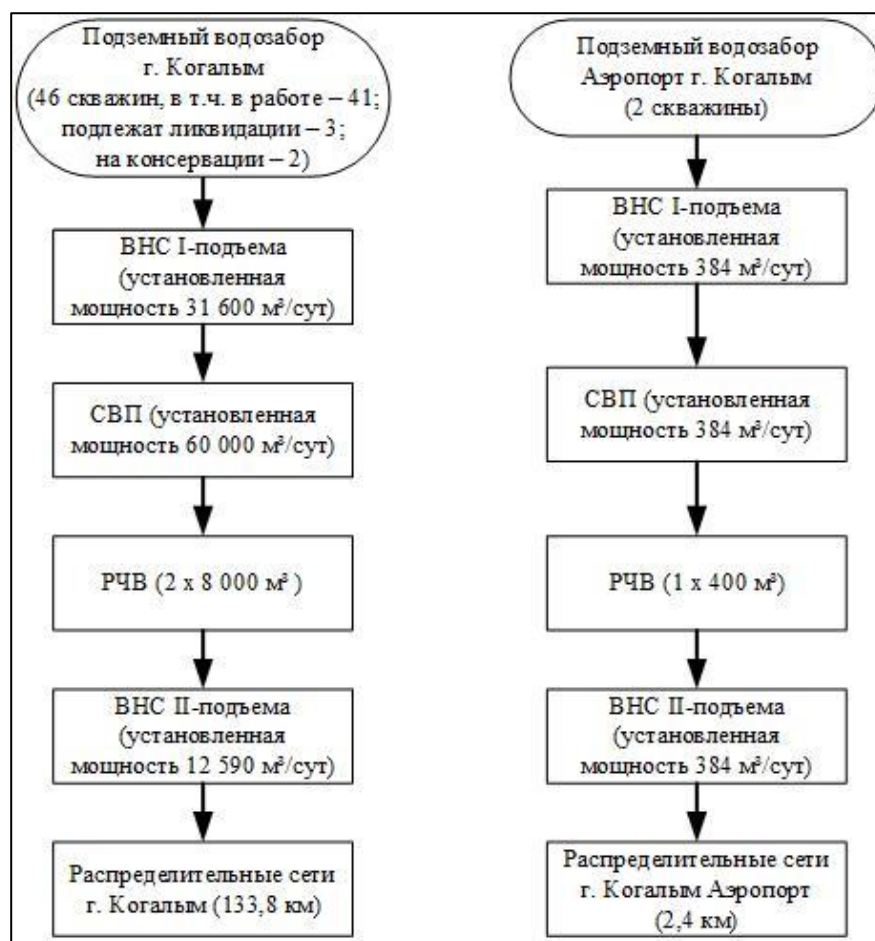 Подземный водозабор
г. Когалым
(46 скважин, в т.ч. в работе – 41;
подлежат ликвидации – 3;
на консервации – 2)
ВНС I-подъема
(установленная
мощность 31 600 м³/сут)
СВП (установленная
мощность 60 000 м³/сут)
РЧВ (2 х 8 000 м³ )
ВНС II-подъема
(установленная
мощность 12 590 м³/сут)
Распределительные сети
г. Когалым (133,8 км)
Подземный водозабор
Аэропорт г. Когалым
(2 скважины)
ВНС I-подъема
(установленная
мощность 384 м³/сут)
СВП (установленная
мощность 384 м³/сут)
РЧВ (1 х 400 м³)
ВНС II-подъема
(установленная
мощность 384 м³/сут)
Распределительные сети
г. Когалым Аэропорт
(2,4 км)